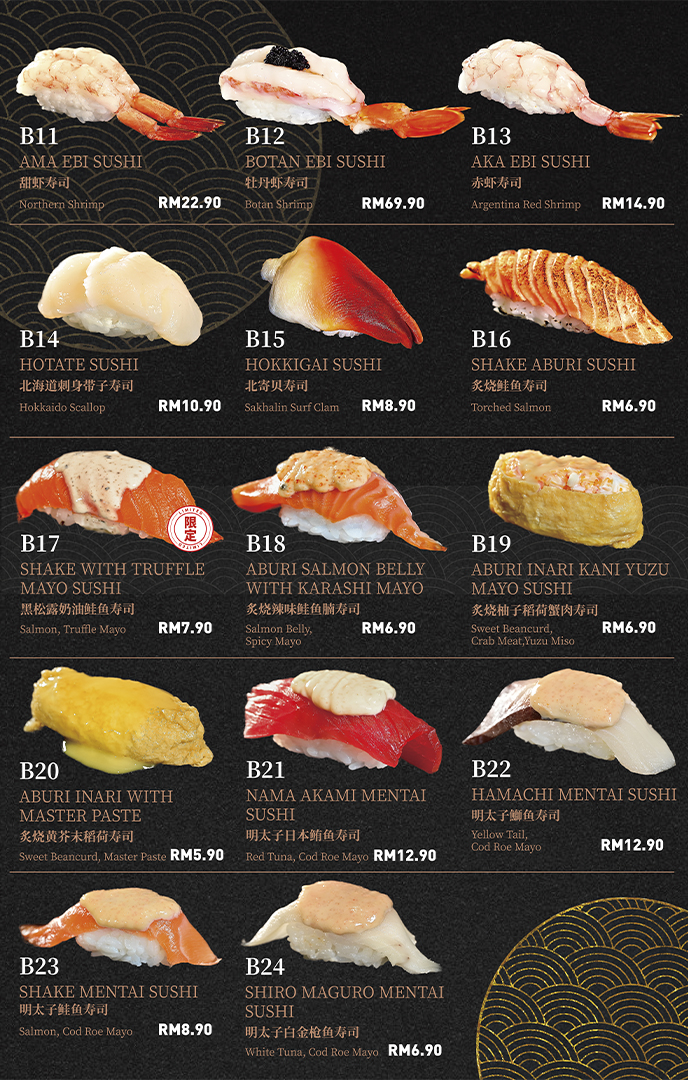 B11
AMA EBI SUSHI
甜虾寿司
Northern Shrimp
RM22.90
B12
BOTAN EBI SUSHI
牡丹虾寿司
Botan Shrimp
RM69.90
B13
AKA EBI SUSHI
赤虾寿司
Argentina Red Shrimp
RM14.90
B14
HOTATE SUSHI
北海道刺身带子寿司
Hokkaido Scallop
RM10.90
B15
HOKKIGAI SUSHI
北寄贝寿司
Sakhalin Surf Clam
RM8.90
B16
SHAKE ABURI SUSHI
炙烧鲑鱼寿司
Torched Salmon
RM6.90
LIMITED
限定
LIMITED
B17
SHAKE WITH TRUFFLE
MAYO SUSHI
黑松露奶油鲑鱼寿司
Salmon, Truffle Mayo
RM7.90
B18
ABURI SALMON BELLY
WITH KARASHI MAYO
炙烧辣味鲑鱼腩寿司
Salmon Belly,
Spicy Mayo
RM6.90
B19
ABURI INARI KANI YUZU
MAYO SUSHI
炙烧柚子稻荷蟹肉寿司
Sweet Beancurd,
Crab Meat,Yuzu Miso
RM6.90
B20
ABURI INARI WITH
MASTER PASTE
炙烧黄芥末稻荷寿司
Sweet Beancurd, Master Paste
RM5.90
B21
NAMA AKAMI MENTAI
SUSHI
明太子日本鲔鱼寿司
Red Tuna, Cod Roe Mayo
RM12.90
B22
HAMACHI MENTAI SUSHI
明太子鰤鱼寿司
Yellow Tail,
Cod Roe Mayo
RM12.90
B23
SHAKE MENTAI SUSHI
明太子鲑鱼寿司
Salmon, Cod Roe Mayo
RM8.90
B24
SHIRO MAGURO MENTAI
SUSHI
明太子白金枪鱼寿司
White Tuna, Cod Roe Mayo
RM6.90